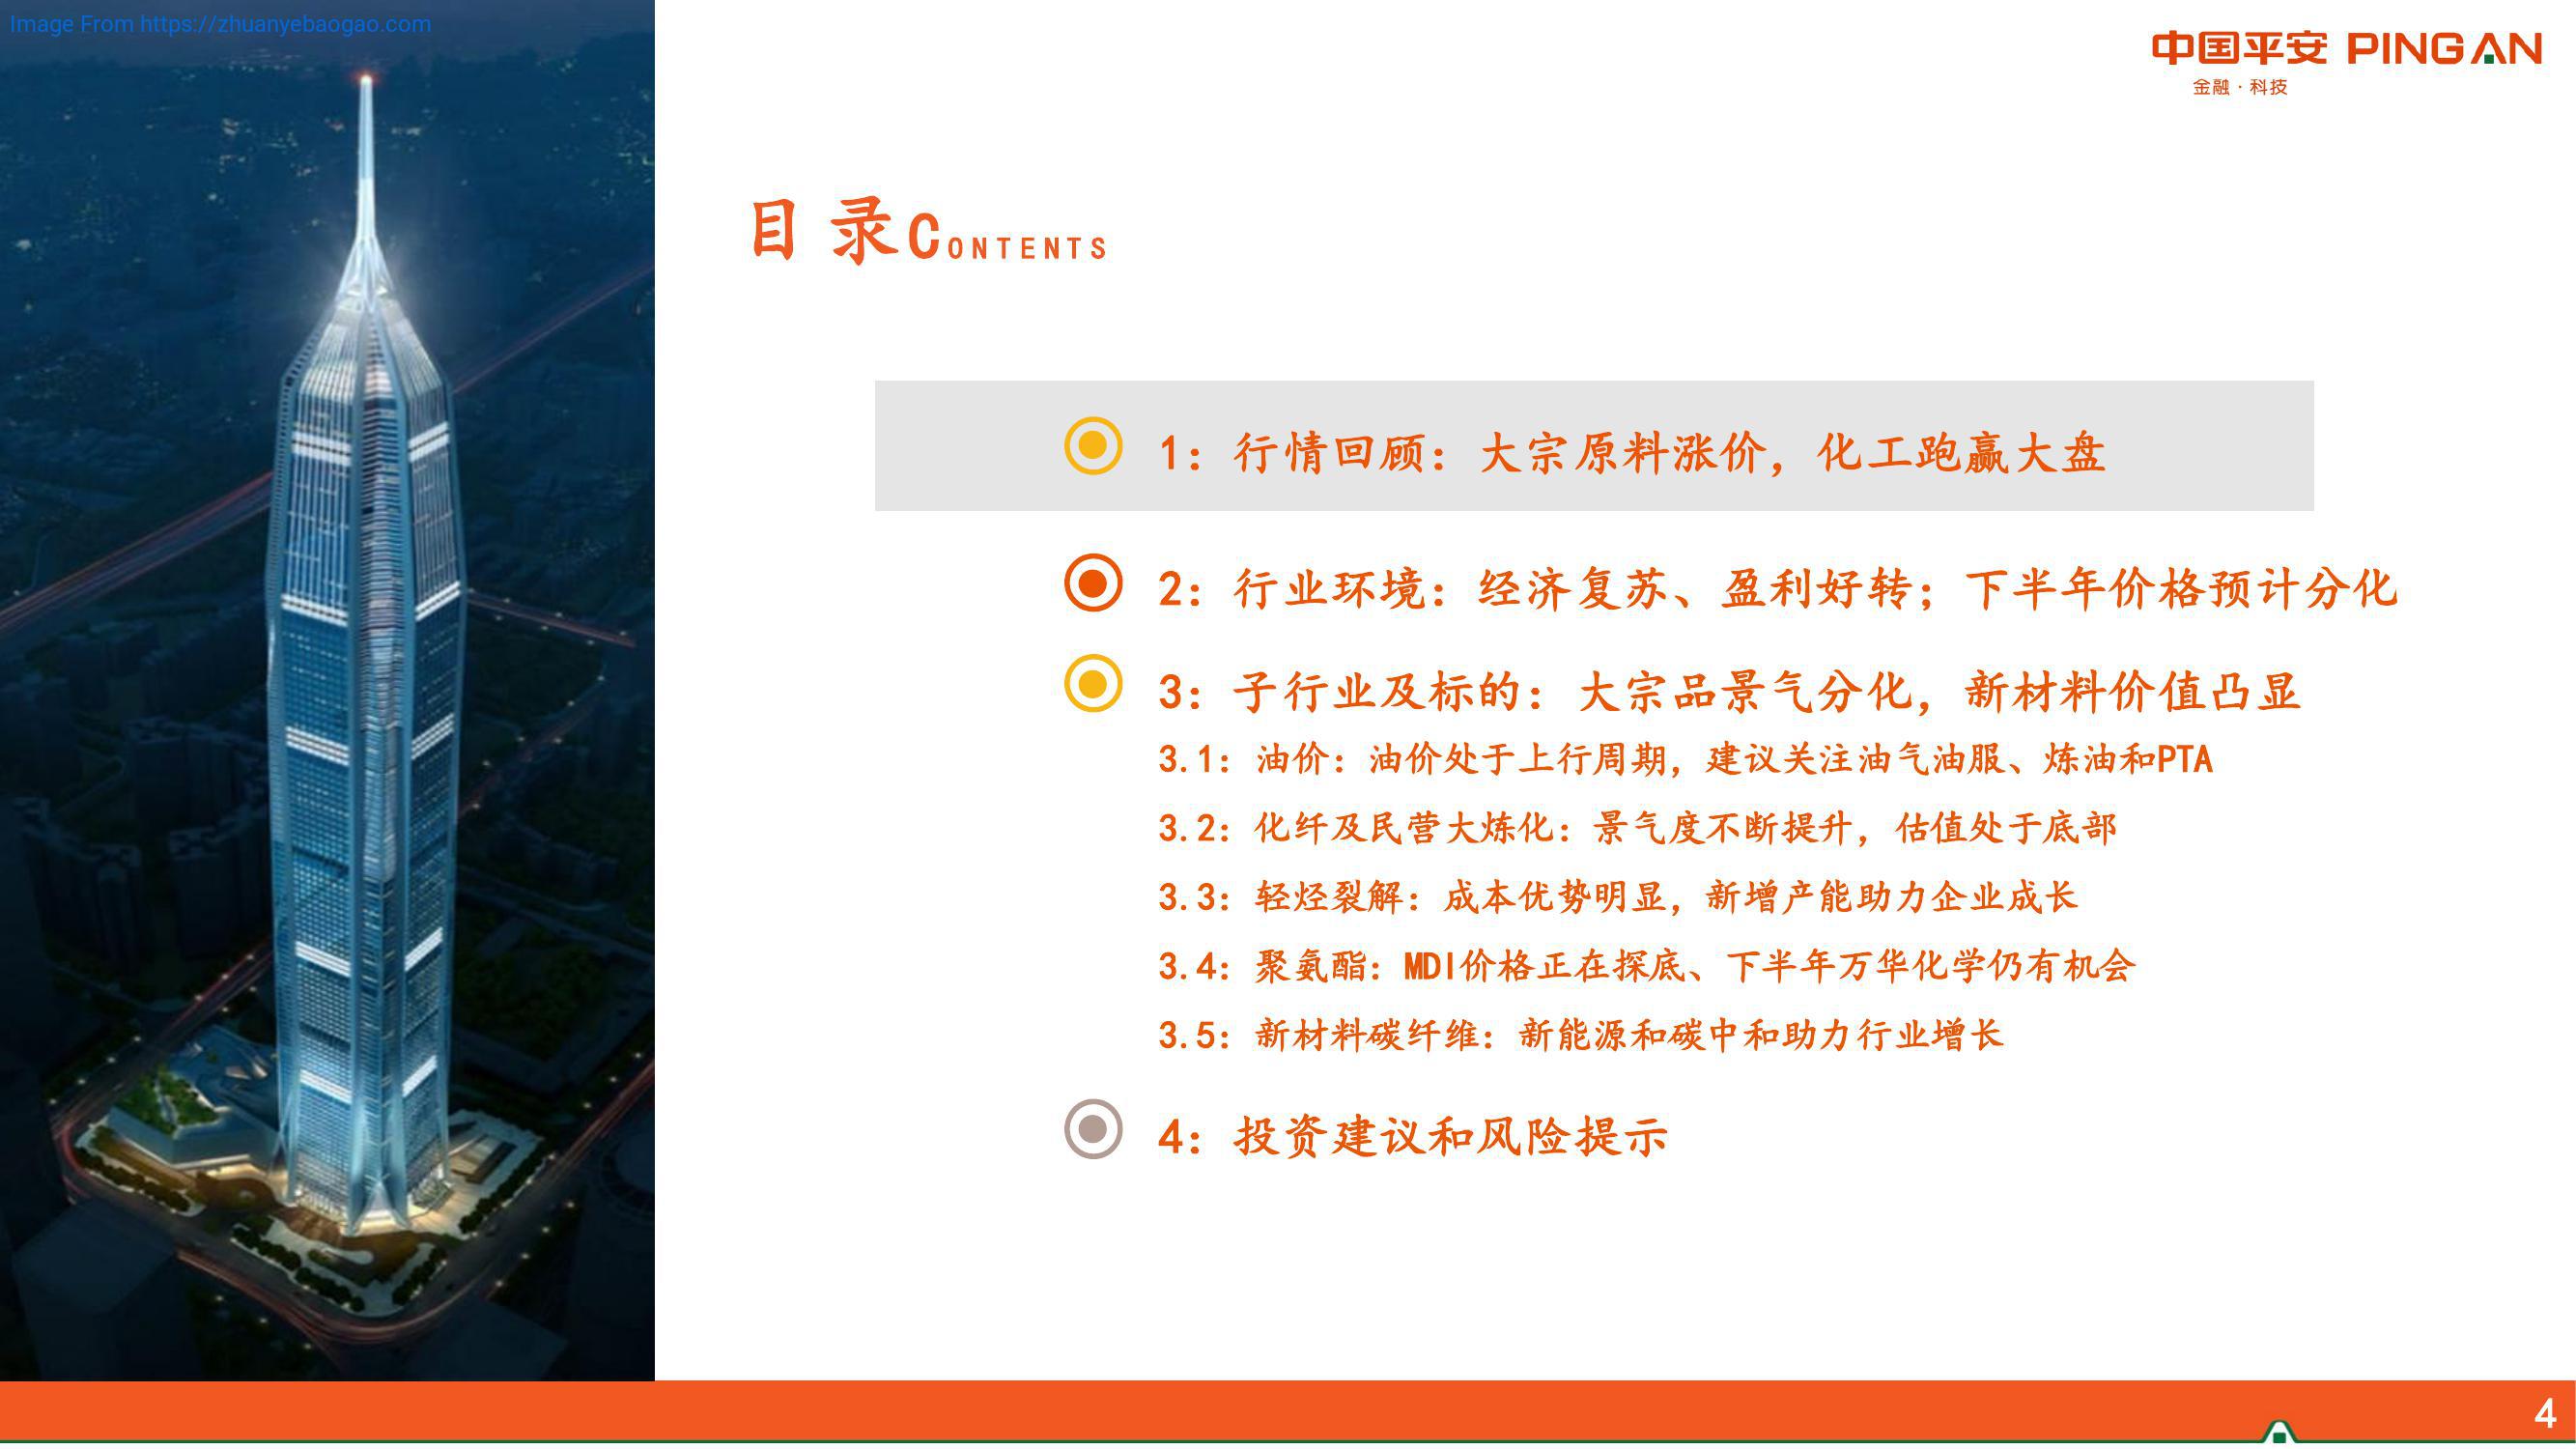 Image From https://zhuanyebaogao.com
中国平安 PING AN
金融·科技
目录CONTENTS
1：行情回顾：大宗原料涨价，化工跑赢大盘
2：行业环境：经济复苏、盈利好转；下半年价格预计分化
3：子行业及标的：大宗品景气分化，新材料价值凸显
3.1：油价：油价处于上行周期，建议关注油气油服、炼油和PTA
3.2：化纤及民营大炼化：景气度不断提升，估值处于底部
3.3：轻烃裂解：成本优势明显，新增产能助力企业成长
3.4：聚氨酯：MDI价格正在探底、下半年万华化学仍有机会
3.5：新材料碳纤维：新能源和碳中和助力行业增长
4：投资建议和风险提示
4